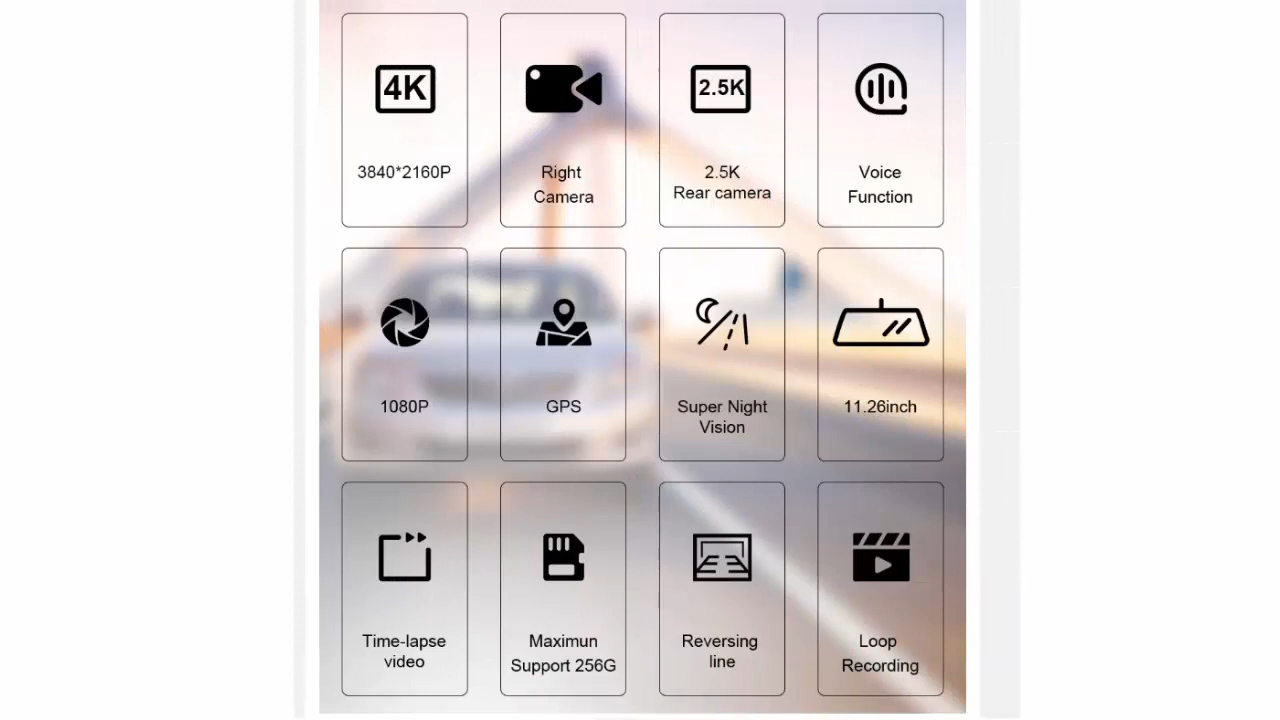 4K
3840*2160P
Right
Camera
2.5K
2.5K
Rear camera
Voice
Function
1080P
GPS
Super Night
Vision
11.26inch
Time-lapse
video
Maximun
Support 256G
Reversing
line
Loop
Recording